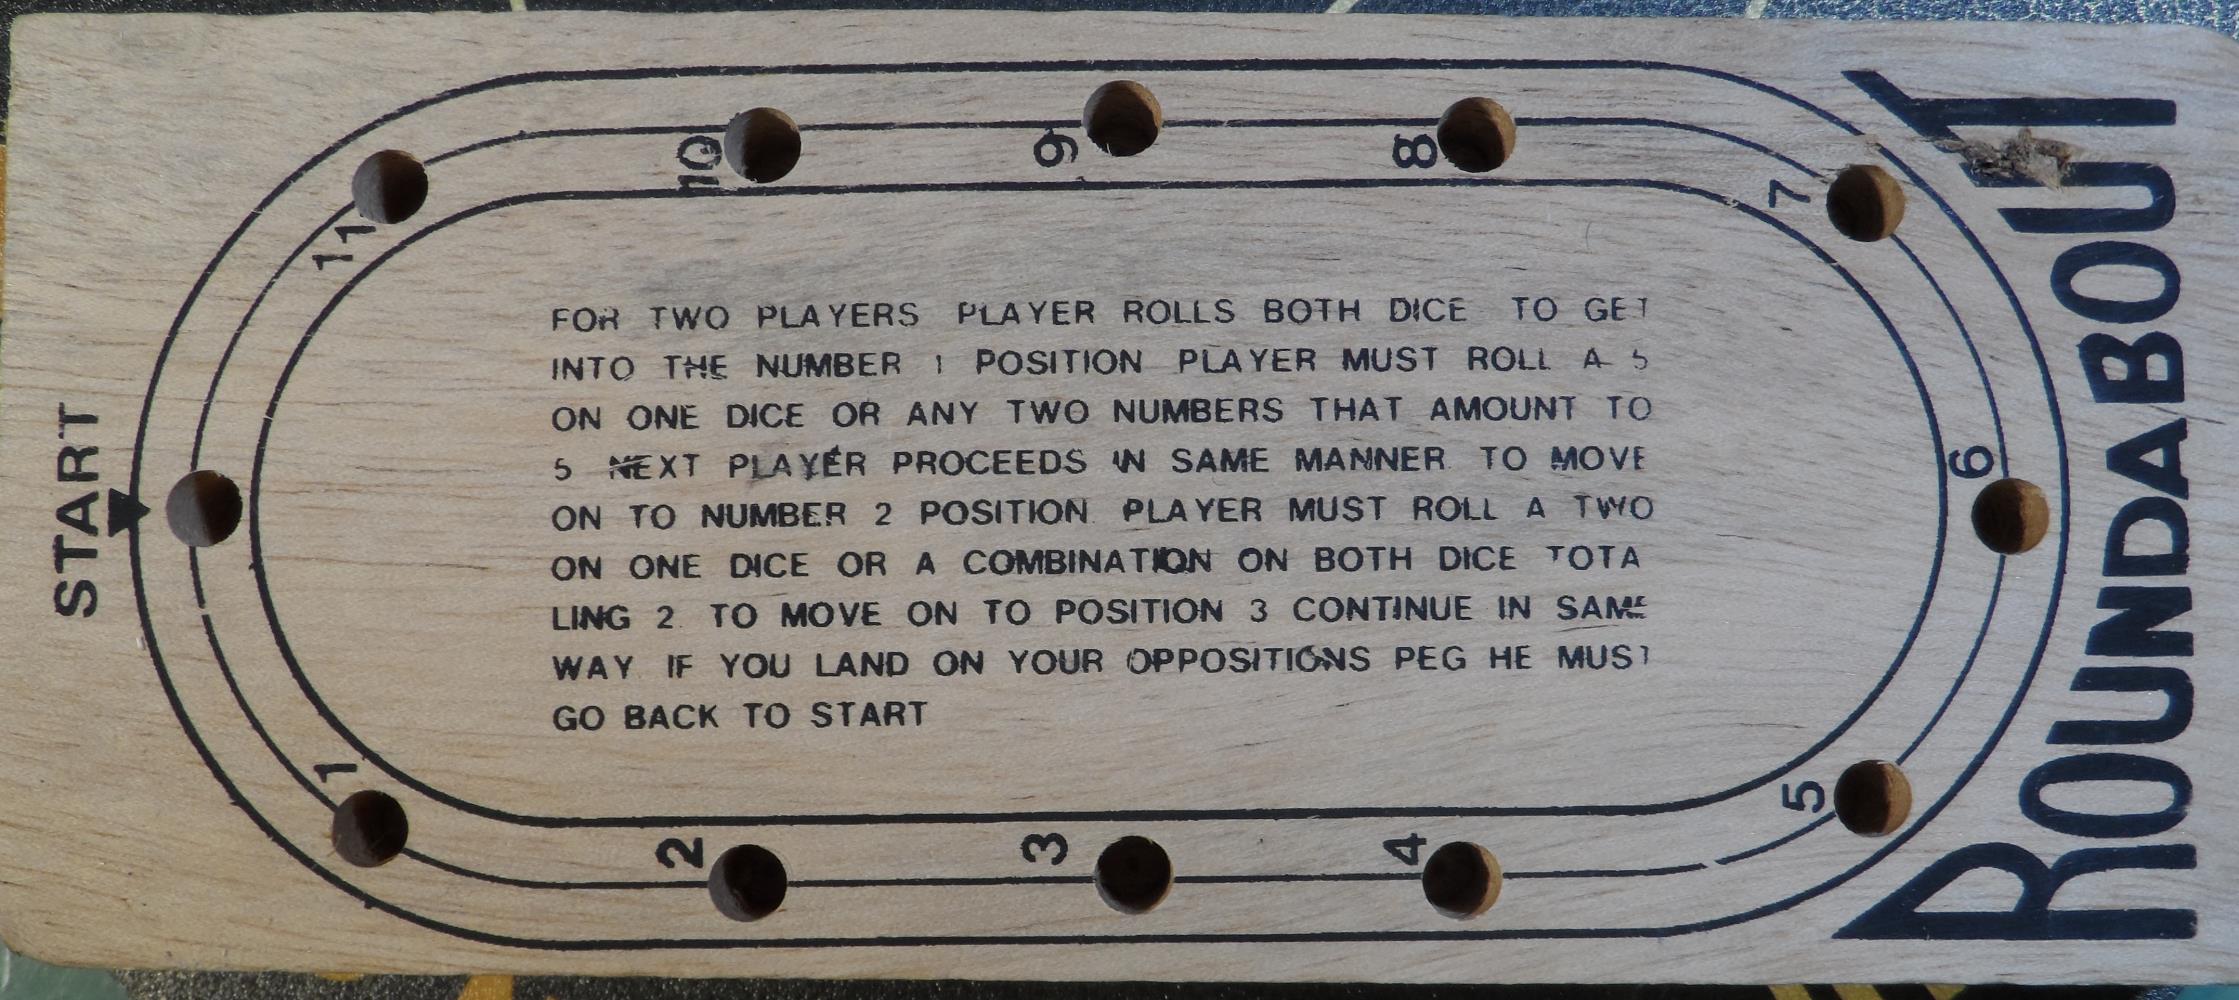 ROUNDABOUT
START
11
10
9
8
7
6
5
4
3
2
1
FOR TWO PLAYERS PLAYER ROLLS BOTH DICE TO GET
INTO THE NUMBER 1 POSITION PLAYER MUST ROLL A 5
ON ONE DICE OR ANY TWO NUMBERS THAT AMOUNT TO
5 NEXT PLAYER PROCEEDS IN SAME MANNER TO MOVE
ON TO NUMBER 2 POSITION PLAYER MUST ROLL A TWO
ON ONE DICE OR A COMBINATION ON BOTH DICE TOTA
LING 2 TO MOVE ON TO POSITION 3 CONTINUE IN SAME
WAY IF YOU LAND ON YOUR OPPOSITIONS PEG HE MUST
GO BACK TO START